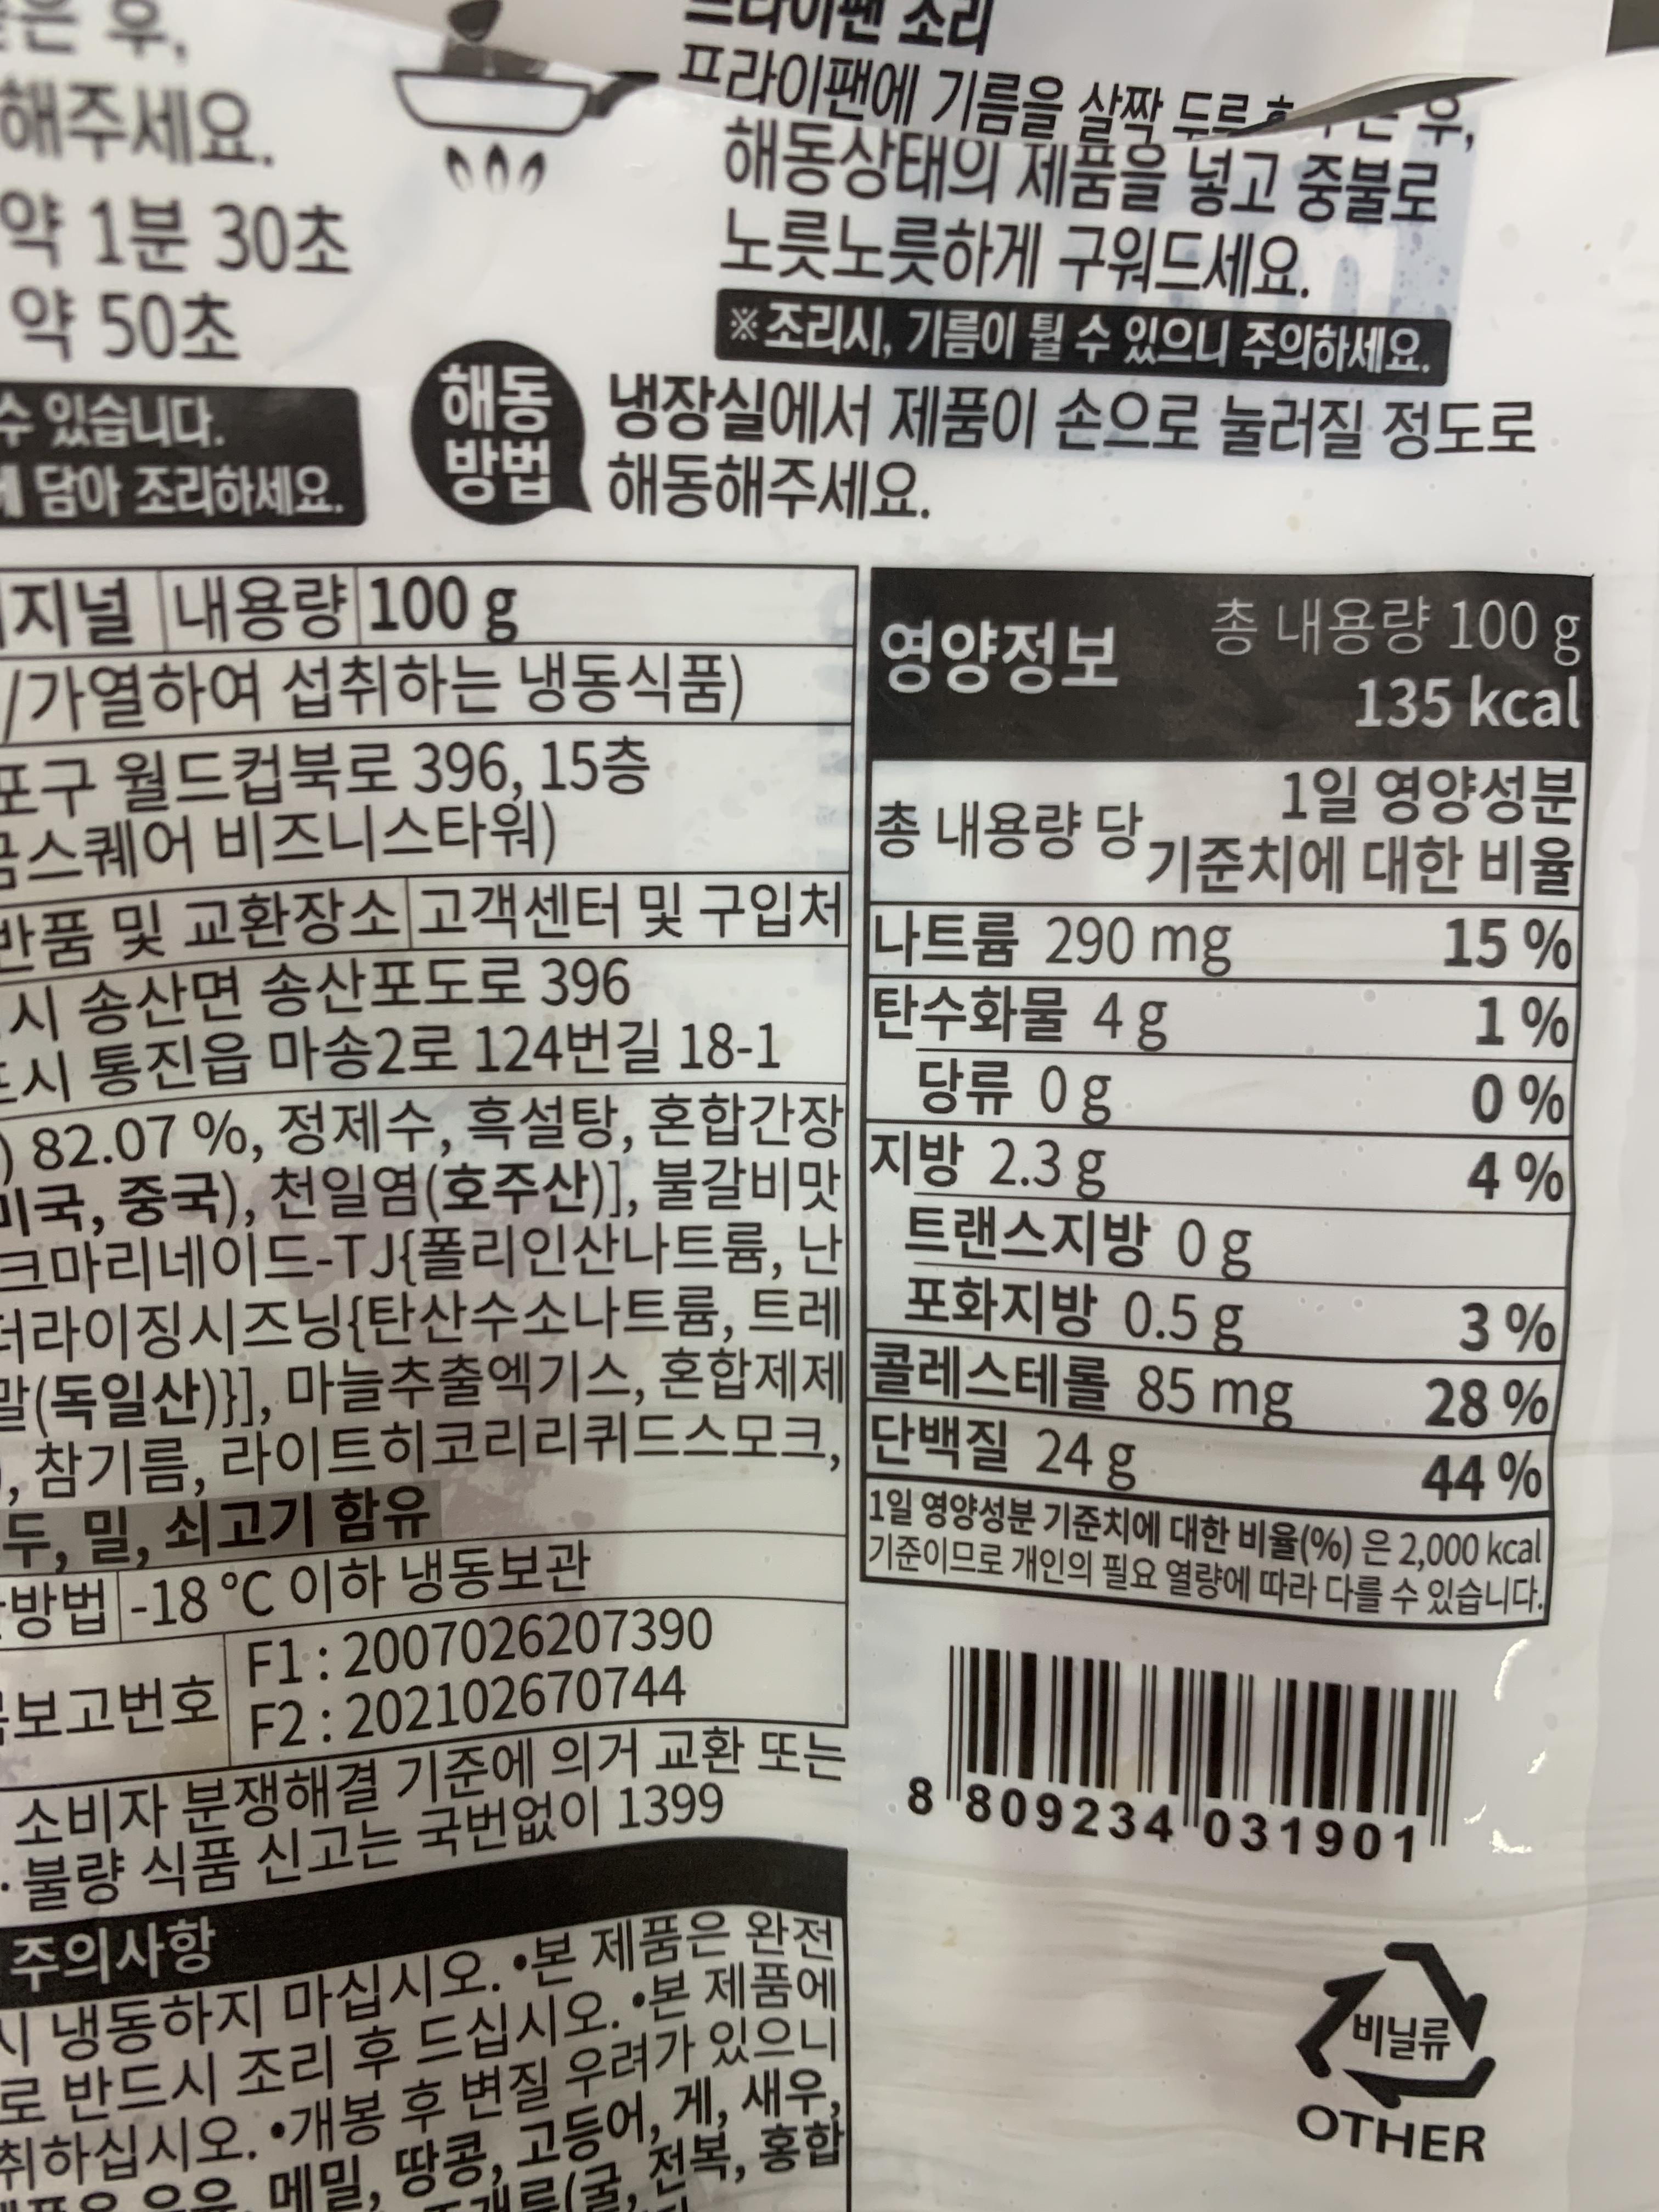 해주세요.
약 1분 30초
약 50초
수 있습니다.
담아 조리하세요.
프라이팬 조리
프라이팬에 기름을 살짝 두른 우,
해동상태의 제품을 넣고 중불로
노릇노릇하게 구워드세요.
※조리시, 기름이 튈 수 있으니 주의하세요.
해동
방법
냉장실에서 제품이 손으로 눌러질 정도로
해동해주세요.
지널 내용량 100 g
/가열하여 섭취하는 냉동식품)
포구 월드컵북로 396, 15층
스퀘어 비즈니스타워)
반품 및 교환장소 고객센터 및 구입처
시 송산면 송산포도로 396
시 통진읍 마송2로 124번길 18-1
) 82.07 %, 정제수, 흑설탕, 혼합간장
미국, 중국), 천일염(호주산)], 불갈비맛
크마리네이드-TJ{폴리인산나트륨, 난
더라이징시즈닝{탄산수소나트륨, 트레
말(독일산)}], 마늘추출엑기스, 혼합제제
, 참기름, 라이트히코리리퀴드스모크,
두, 밀, 쇠고기 함유
방법 -18 ℃ 이하 냉동보관
보고번호 F1 : 2007026207390
F2 : 202102670744
소비자 분쟁해결 기준에 의거 교환 또는
· 불량 식품 신고는 국번없이 1399
주의사항
시 냉동하지 마십시오. •본 제품은 완전
로 반드시 조리 후 드십시오. •본 제품에
취하십시오. •개봉 후 변질 우려가 있으니
우유, 메밀, 땅콩, 고등어, 게, 새우,
개류(굴, 전복, 홍합
영양정보 총 내용량 100 g
135 kcal
총 내용량 당 1일 영양성분
기준치에 대한 비율
나트륨 290 mg 15 %
탄수화물 4 g 1 %
당류 0 g 0 %
지방 2.3 g 4 %
트랜스지방 0 g
포화지방 0.5 g 3 %
콜레스테롤 85 mg 28 %
단백질 24 g 44 %
1일 영양성분 기준치에 대한 비율(%) 은 2,000 kcal
기준이므로 개인의 필요 열량에 따라 다를 수 있습니다.
8 809234 031901
비닐류
OTHER